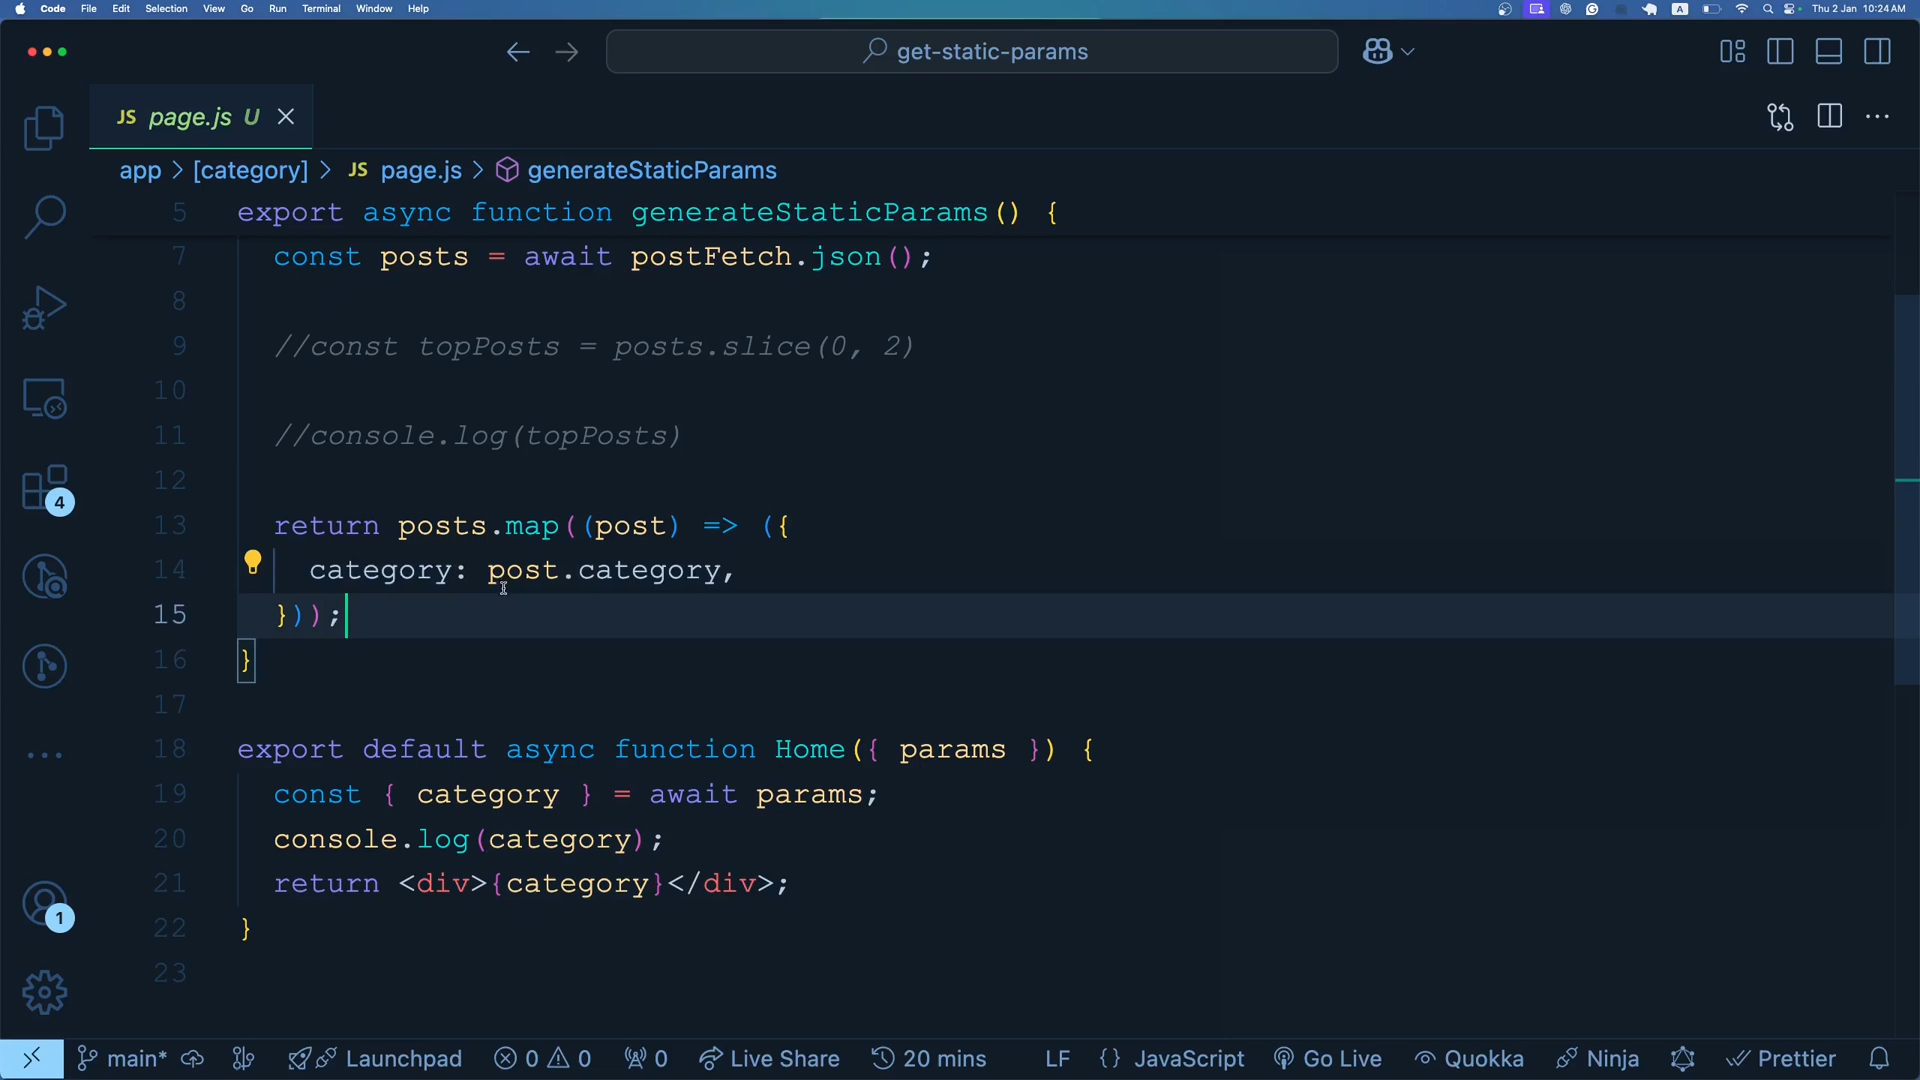 Code File Edit Selection View Go Run Terminal Window Help
A Thu 2 Jan 10:24 AM
get-static-params
JS page.js U
app > [category] > JS page.js > generateStaticParams
5 export async function generateStaticParams() {
7 const posts = await postFetch.json();
8
9 //const topPosts = posts.slice(0, 2)
10
11 //console.log(topPosts)
12
13 return posts.map((post) => ({
14 category: post.category,
15 }));
16 }
17
18 export default async function Home({ params }) {
19 const { category } = await params;
20 console.log(category);
21 return <div>{category}</div>;
22 }
23
4
1
main* Launchpad 0 0 0 Live Share 20 mins LF {} JavaScript Go Live Quokka Ninja Prettier